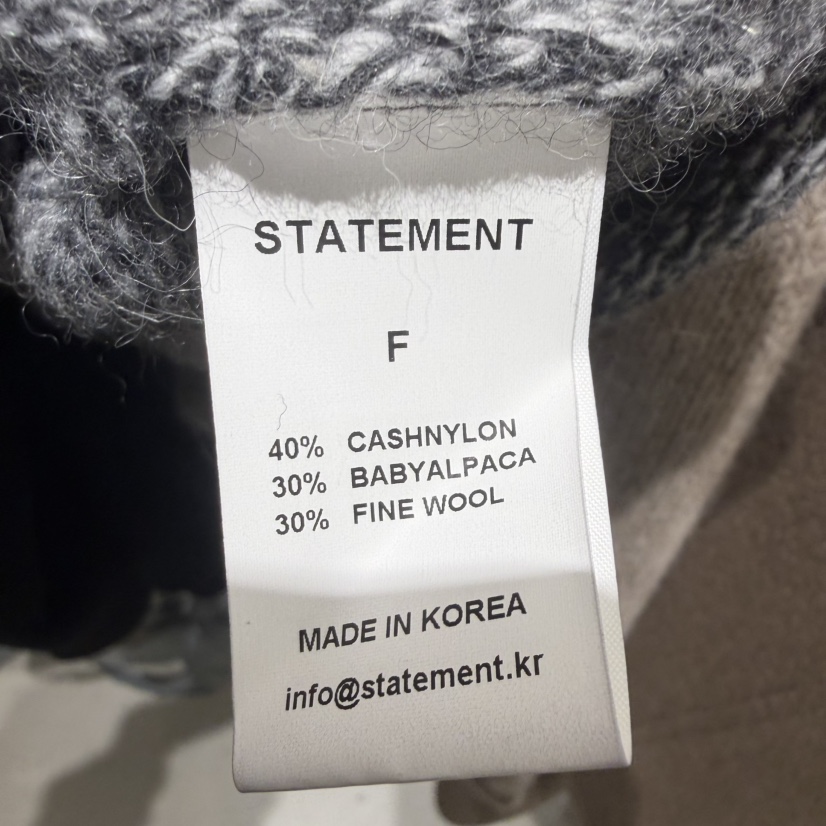 STATEMENT
F
40% CASHNYLON
30% BABYALPACA
30% FINE WOOL
MADE IN KOREA
info@statement.kr